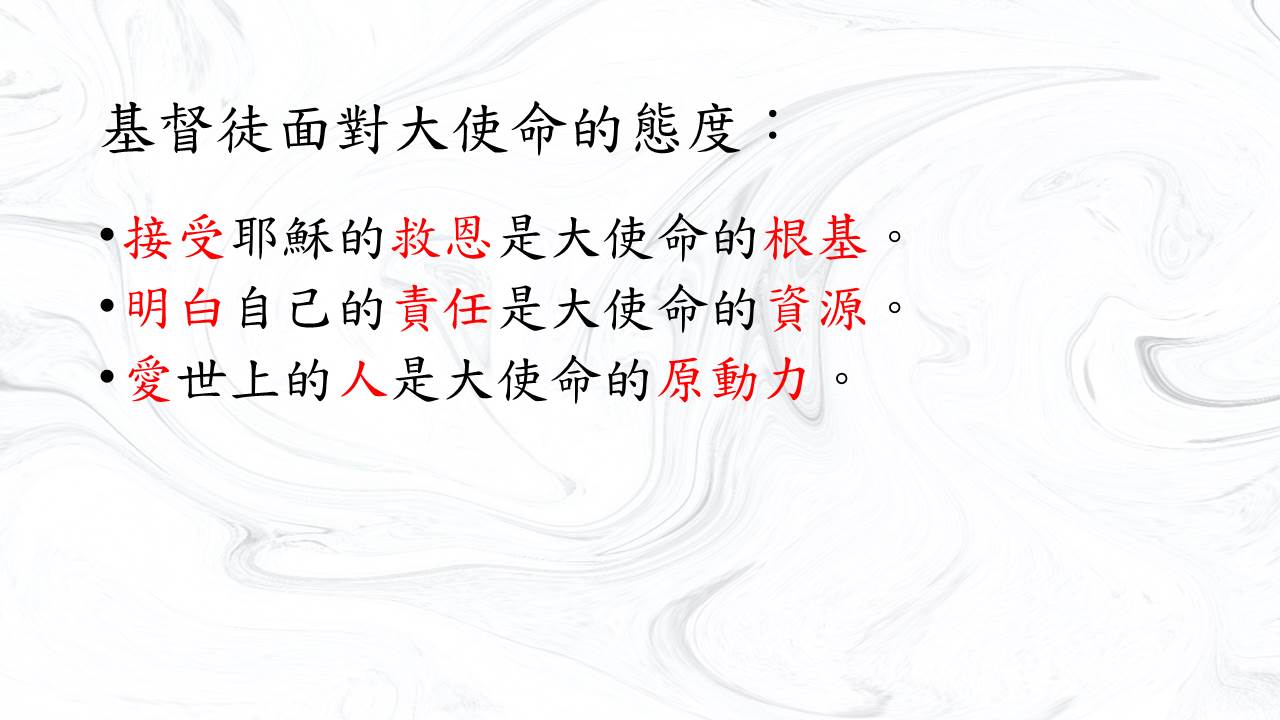 基督徒面對大使命的態度：
•接受耶穌的救恩是大使命的根基。
•明白自己的責任是大使命的資源。
•愛世上的人是大使命的原動力。